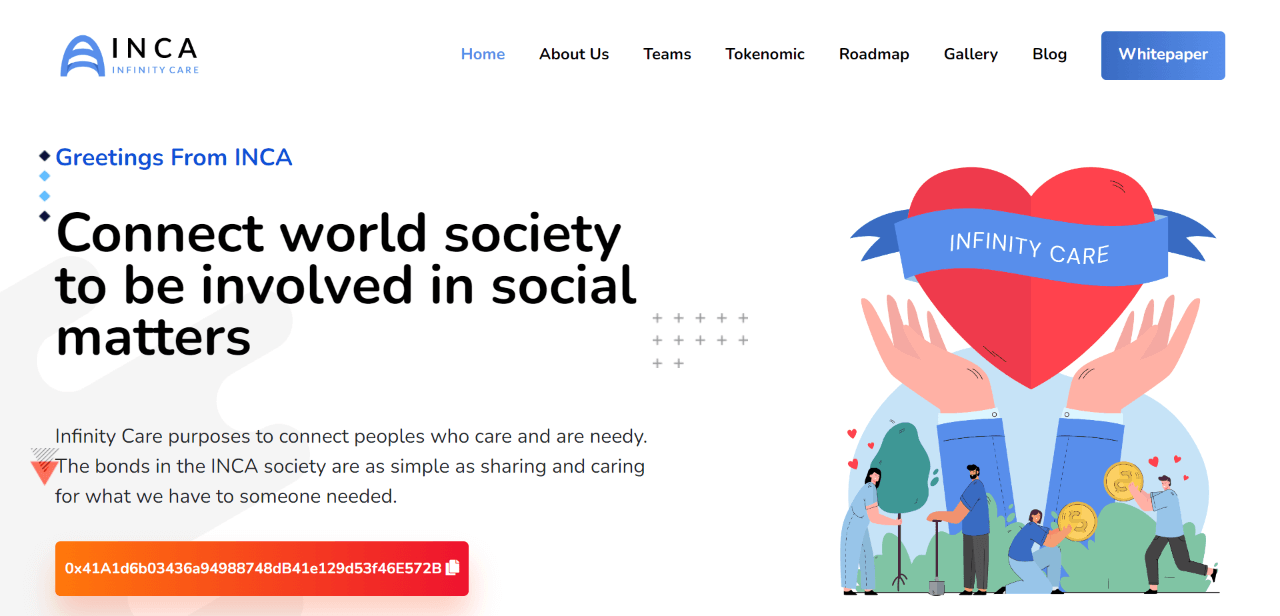 INCA
INFINITY CARE
Home
About Us
Teams
Tokenomic
Roadmap
Gallery
Blog
Whitepaper
Greetings From INCA
Connect world society
to be involved in social
matters
Infinity Care purposes to connect peoples who care and are needy.
The bonds in the INCA society are as simple as sharing and caring
for what we have to someone needed.
0x41A1d6b03436a94988748dB41e129d53f46E572B
INFINITY CARE